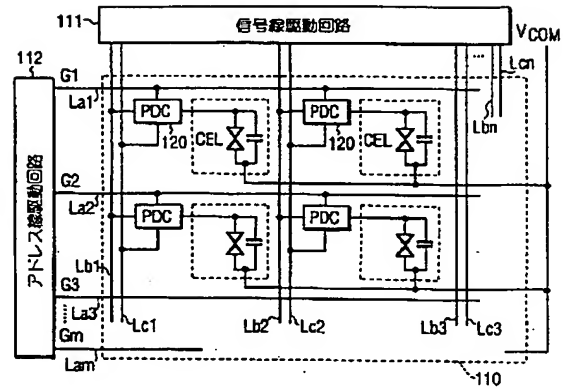 111
信号線駆動回路
VCOM
112
アドレス線駆動回路
G1
La1
PDC
120
CEL
PDC
120
CEL
...
Lcn
Lbn
G2
La2
PDC
PDC
Lb1
G3
La3
Lc1
Lb2
Lc2
Lb3
Lc3
Gm
Lam
110